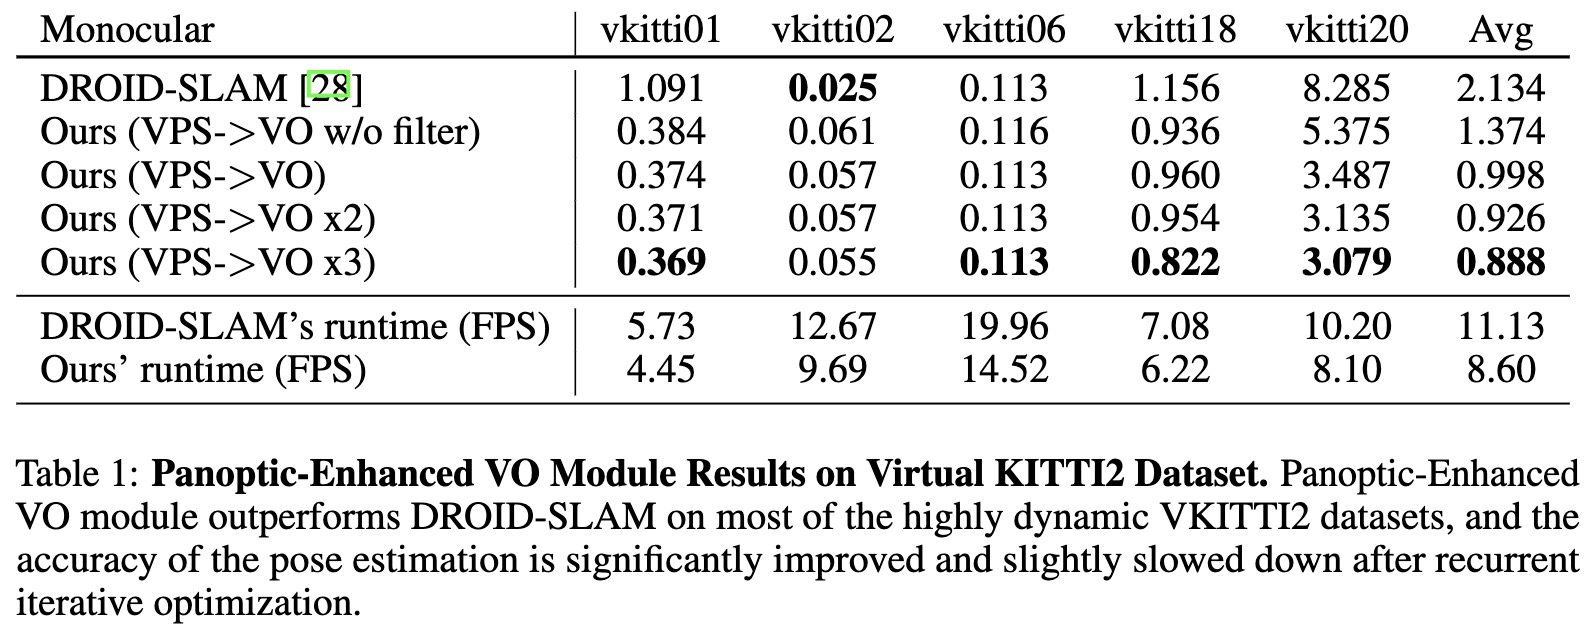 Monocular vkitti01 vkitti02 vkitti06 vkitti18 vkitti20 Avg
DROID-SLAM [28] 1.091 0.025 0.113 1.156 8.285 2.134
Ours (VPS->VO w/o filter) 0.384 0.061 0.116 0.936 5.375 1.374
Ours (VPS->VO) 0.374 0.057 0.113 0.960 3.487 0.998
Ours (VPS->VO x2) 0.371 0.057 0.113 0.954 3.135 0.926
Ours (VPS->VO x3) 0.369 0.055 0.113 0.822 3.079 0.888
DROID-SLAM's runtime (FPS) 5.73 12.67 19.96 7.08 10.20 11.13
Ours' runtime (FPS) 4.45 9.69 14.52 6.22 8.10 8.60
Table 1: Panoptic-Enhanced VO Module Results on Virtual KITTI2 Dataset. Panoptic-Enhanced
VO module outperforms DROID-SLAM on most of the highly dynamic VKITTI2 datasets, and the
accuracy of the pose estimation is significantly improved and slightly slowed down after recurrent
iterative optimization.